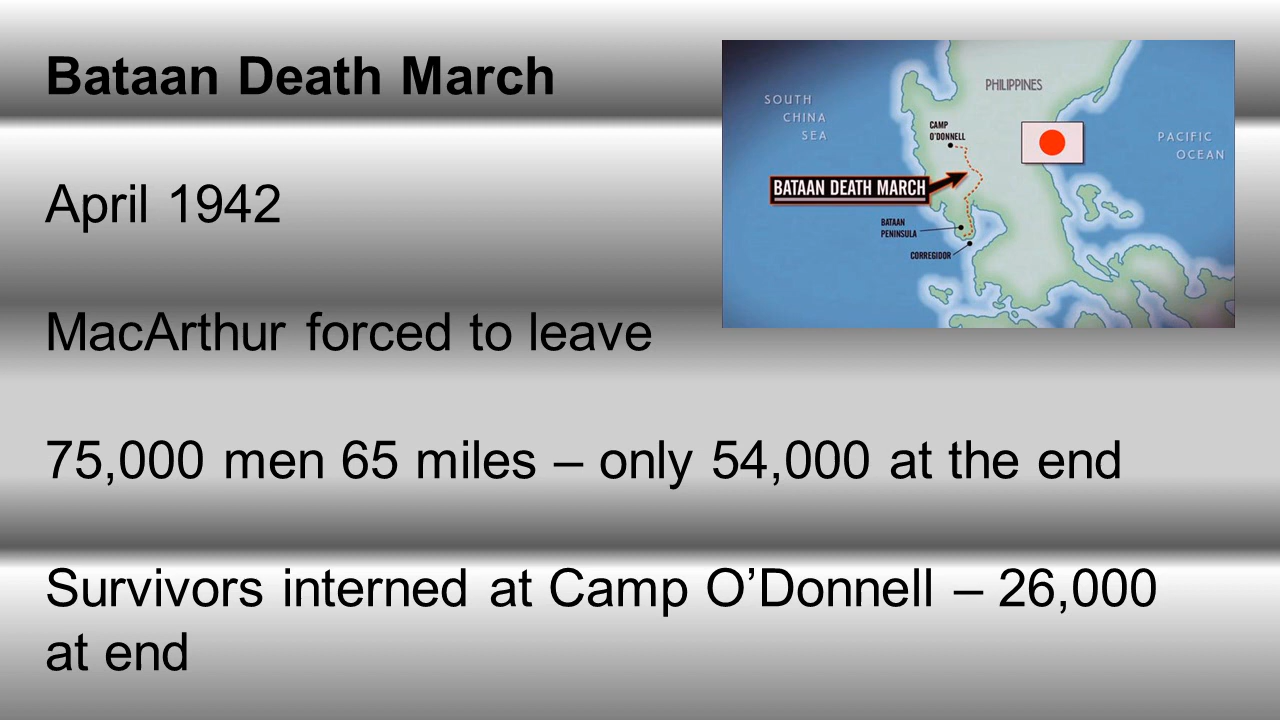 Bataan Death March
April 1942
MacArthur forced to leave
75,000 men 65 miles – only 54,000 at the end
Survivors interned at Camp O’Donnell – 26,000
at end
PHILIPPINES
SOUTH
CHINA
SEA
CAMP
O'DONNELL
PACIFIC
OCEAN
BATAAN DEATH MARCH
BATAAN
PENINSULA
CORREGIDOR